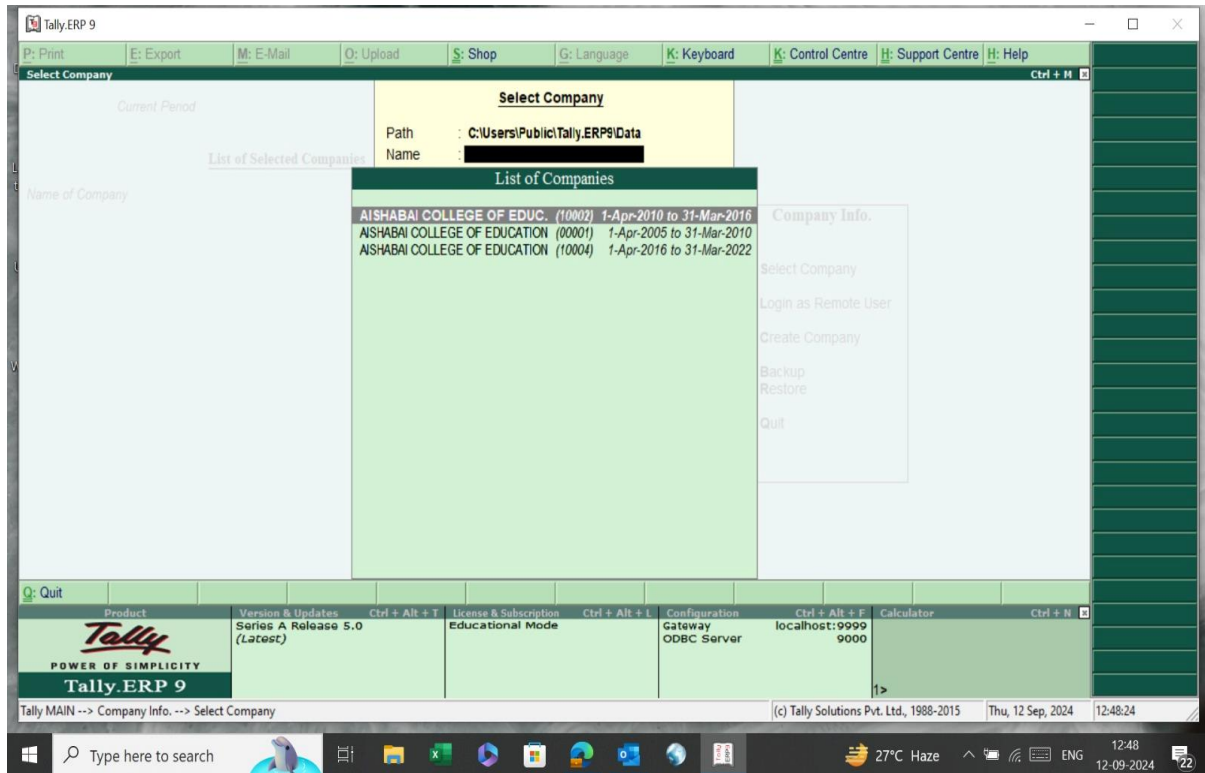 Tally.ERP 9
P: Print E: Export M: E-Mail O: Upload S: Shop G: Language K: Keyboard K: Control Centre H: Support Centre H: Help
Select Company Ctrl + M
Current Period
Select Company
Path : C:\Users\Public\Tally.ERP9\Data
Name :
List of Selected Companies
Name of Company
List of Companies
AISHABAI COLLEGE OF EDUC. (10002) 1-Apr-2010 to 31-Mar-2016
AISHABAI COLLEGE OF EDUCATION (00001) 1-Apr-2005 to 31-Mar-2010
AISHABAI COLLEGE OF EDUCATION (10004) 1-Apr-2016 to 31-Mar-2022
Company Info.
Select Company
Login as Remote User
Create Company
Backup
Restore
Quit
Q: Quit
Product
Tally
POWER OF SIMPLICITY
Tally.ERP 9
Version & Updates Ctrl + Alt + T
Series A Release 5.0
(Latest)
License & Subscription Ctrl + Alt + L
Educational Mode
Configuration Ctrl + Alt + F
Gateway localhost:9999
ODBC Server 9000
Calculator Ctrl + N
1>
Tally MAIN --> Company Info. --> Select Company (c) Tally Solutions Pvt. Ltd., 1988-2015 Thu, 12 Sep, 2024 12:48:24
Type here to search 27°C Haze ENG 12:48
12-09-2024 22